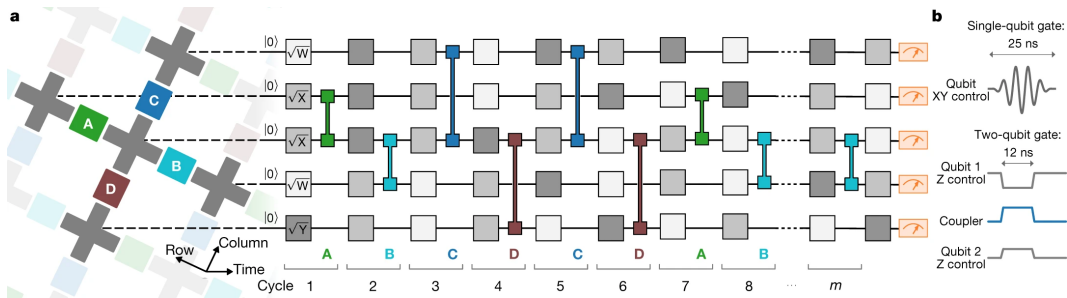 a
A
B
C
D
Row
Column
Time
|0⟩ √W
|0⟩ √X
|0⟩ √X
|0⟩ √W
|0⟩ √Y
A B C D C D A B
Cycle 1 2 3 4 5 6 7 8 ... m
b
Single-qubit gate:
25 ns
Qubit
XY control
Two-qubit gate:
12 ns
Qubit 1
Z control
Coupler
Qubit 2
Z control